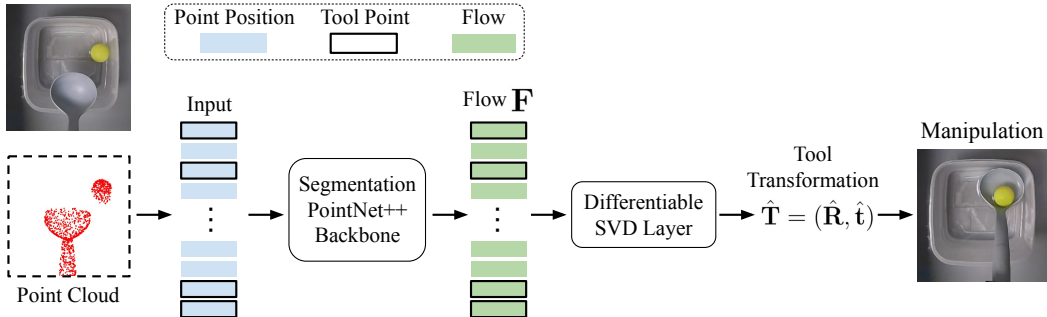 Point Position Tool Point Flow
Input
Flow F
Manipulation
Segmentation
PointNet++
Backbone
Differentiable
SVD Layer
Tool
Transformation
T̂ = (R̂, t̂)
Point Cloud